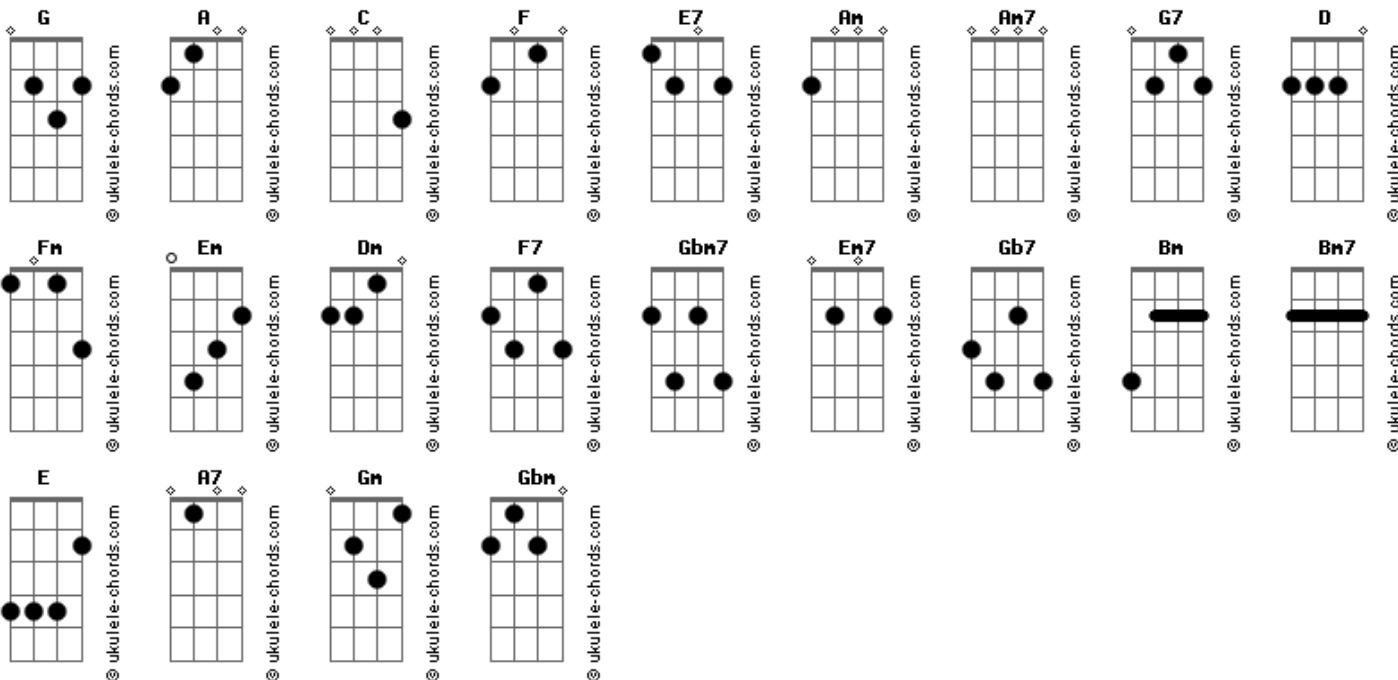 G A C F E7 Am Am7 G7 D
© ukulele-chords.com © ukulele-chords.com © ukulele-chords.com © ukulele-chords.com © ukulele-chords.com © ukulele-chords.com © ukulele-chords.com © ukulele-chords.com © ukulele-chords.com
Fm Em Dm F7 Gbm7 Em7 Gb7 Bm Bm7
© ukulele-chords.com © ukulele-chords.com © ukulele-chords.com © ukulele-chords.com © ukulele-chords.com © ukulele-chords.com © ukulele-chords.com © ukulele-chords.com © ukulele-chords.com
E A7 Gm Gbm
© ukulele-chords.com © ukulele-chords.com © ukulele-chords.com © ukulele-chords.com